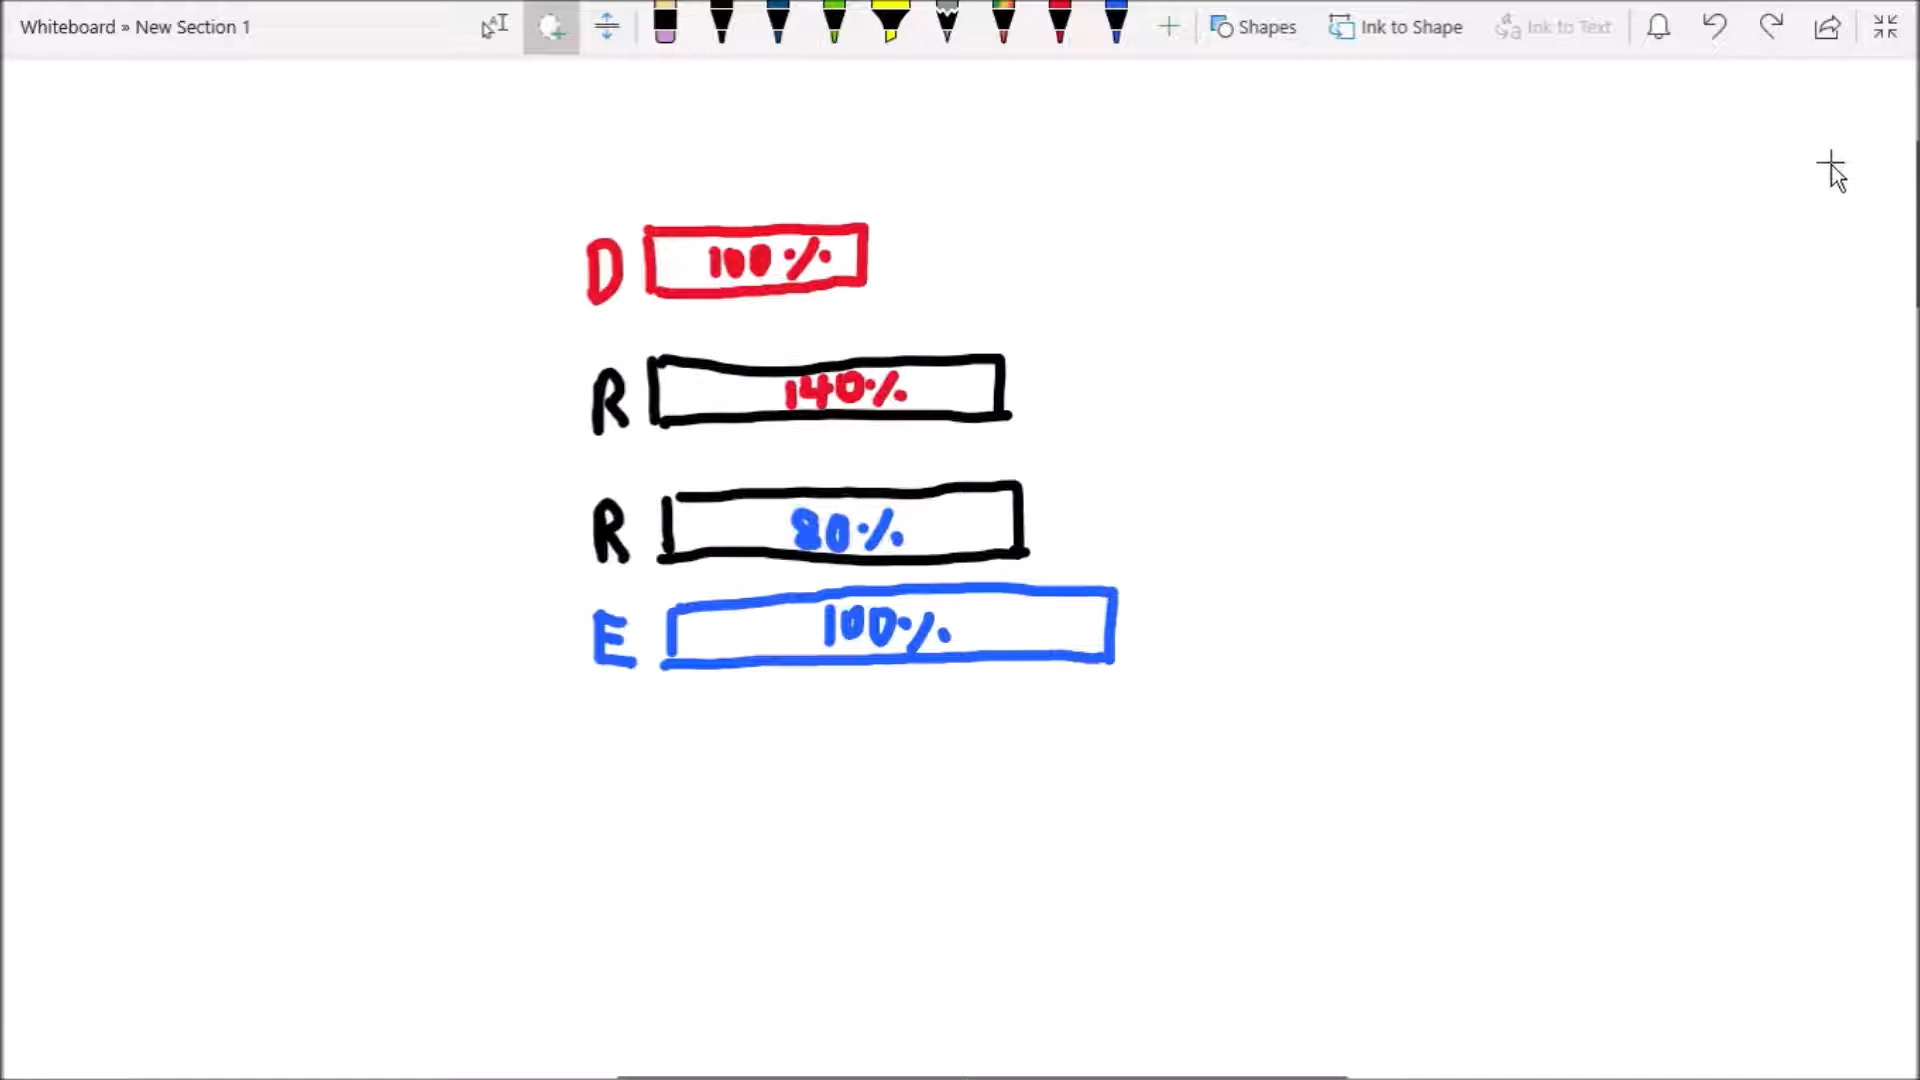 Whiteboard » New Section 1 Shapes Ink to Shape Ink to Text
D 100%
R 140%
R 80%
E 100%